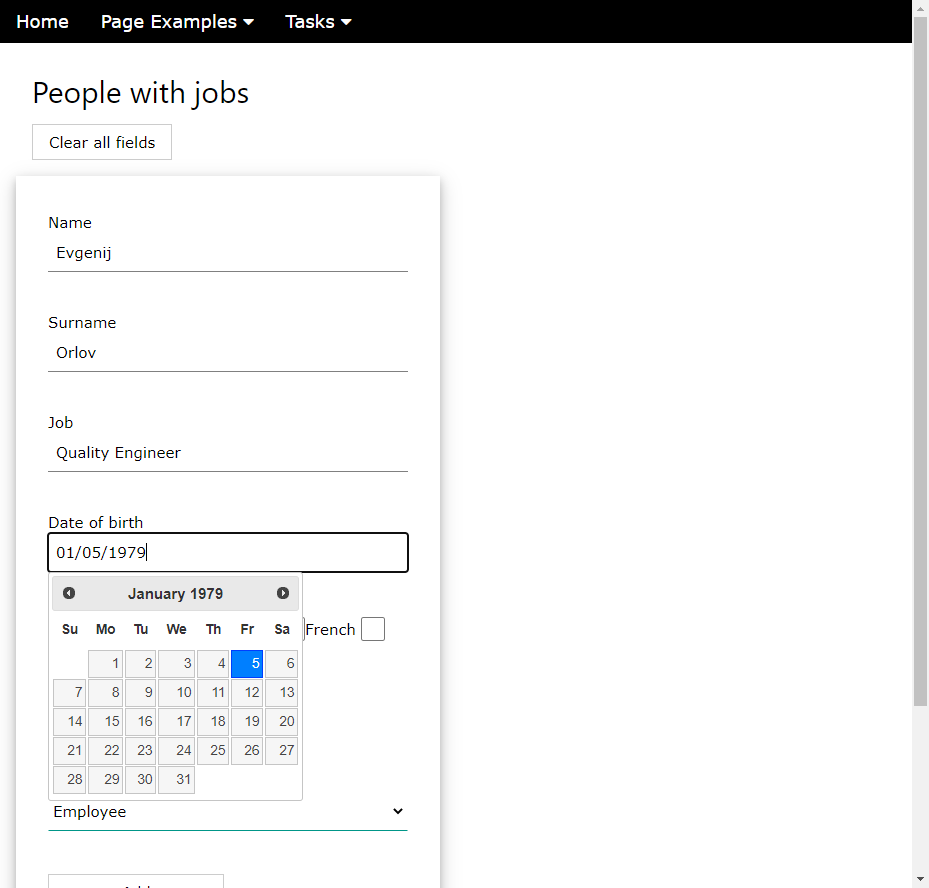 Home Page Examples Tasks
People with jobs
Clear all fields
Name
Evgenij
Surname
Orlov
Job
Quality Engineer
Date of birth
01/05/1979
January 1979
Su Mo Tu We Th Fr Sa
French
1 2 3 4 5 6
7 8 9 10 11 12 13
14 15 16 17 18 19 20
21 22 23 24 25 26 27
28 29 30 31
Employee